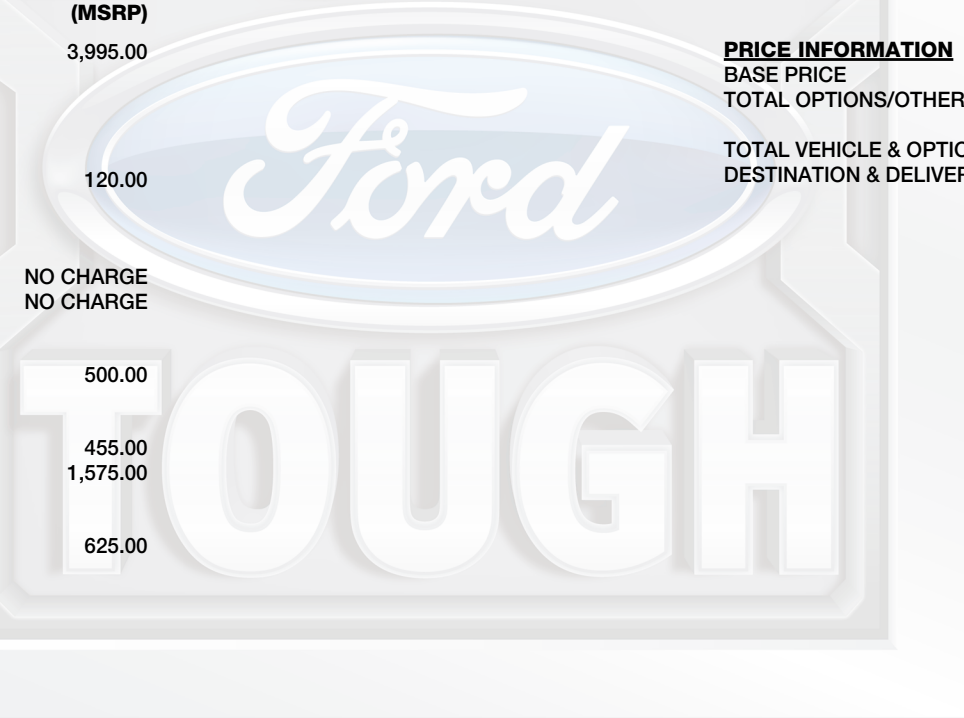 (MSRP)
3,995.00
120.00
NO CHARGE
NO CHARGE
500.00
455.00
1,575.00
625.00
PRICE INFORMATION
BASE PRICE
TOTAL OPTIONS/OTHER
TOTAL VEHICLE & OPTIO
DESTINATION & DELIVER
Ford
TOUGH